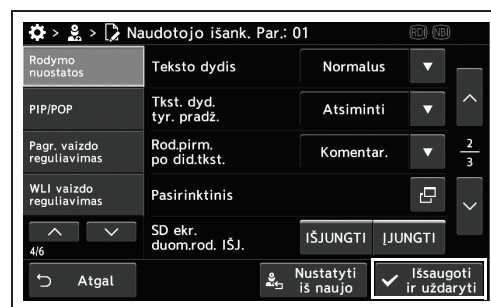 > > Naudotojo išank. Par.: 01 RDI NBI
Rodymo
nuostatos
PIP/POP
Pagr. vaizdo
reguliavimas
WLI vaizdo
reguliavimas
4/6
Teksto dydis Normalus
Tkst. dyd.
tyr. pradž. Atsiminti
Rod.pirm.
po did.tkst. Komentar.
Pasirinktinis
SD ekr.
duom.rod. IŠJ. IŠJUNGTI ĮJUNGTI
2
3
Atgal
Nustatyti
iš naujo
Išsaugoti
ir uždaryti